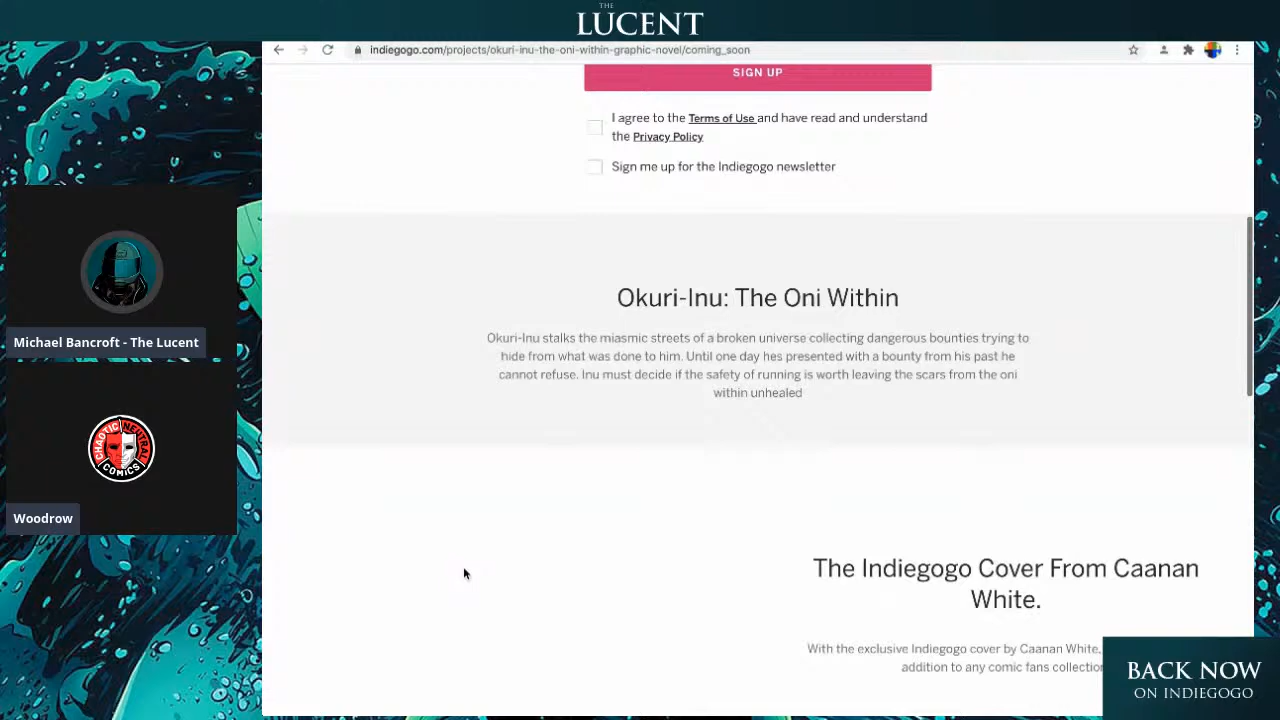 THE
LUCENT
indiegogo.com/projects/okuri-inu-the-oni-within-graphic-novel/coming_soon
SIGN UP
I agree to the Terms of Use and have read and understand
the Privacy Policy
Sign me up for the Indiegogo newsletter
Okuri-Inu: The Oni Within
Okuri-Inu stalks the miasmic streets of a broken universe collecting dangerous bounties trying to
hide from what was done to him. Until one day hes presented with a bounty from his past he
cannot refuse. Inu must decide if the safety of running is worth leaving the scars from the oni
within unhealed
Michael Bancroft - The Lucent
CHAOTIC NEUTRAL
COMICS
Woodrow
The Indiegogo Cover From Caanan
White.
With the exclusive Indiegogo cover by Caanan White,
addition to any comic fans collection
BACK NOW
ON INDIEGOGO